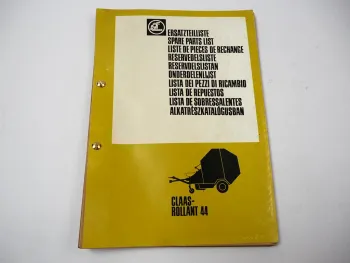 ERSATZTEILLISTE
SPARE PARTS LIST
LISTE DE PIECES DE RECHANGE
RESERVEDELSLISTE
RESERVDELSLISTAN
ONDERDELENLIJST
LISTA DEI PEZZI DI RICAMBIO
LISTA DE REPUESTOS
LISTA DE SOBRESSALENTES
ALKATRÉSZKATALÓGUSBAN
CLAAS-
ROLLANT 44